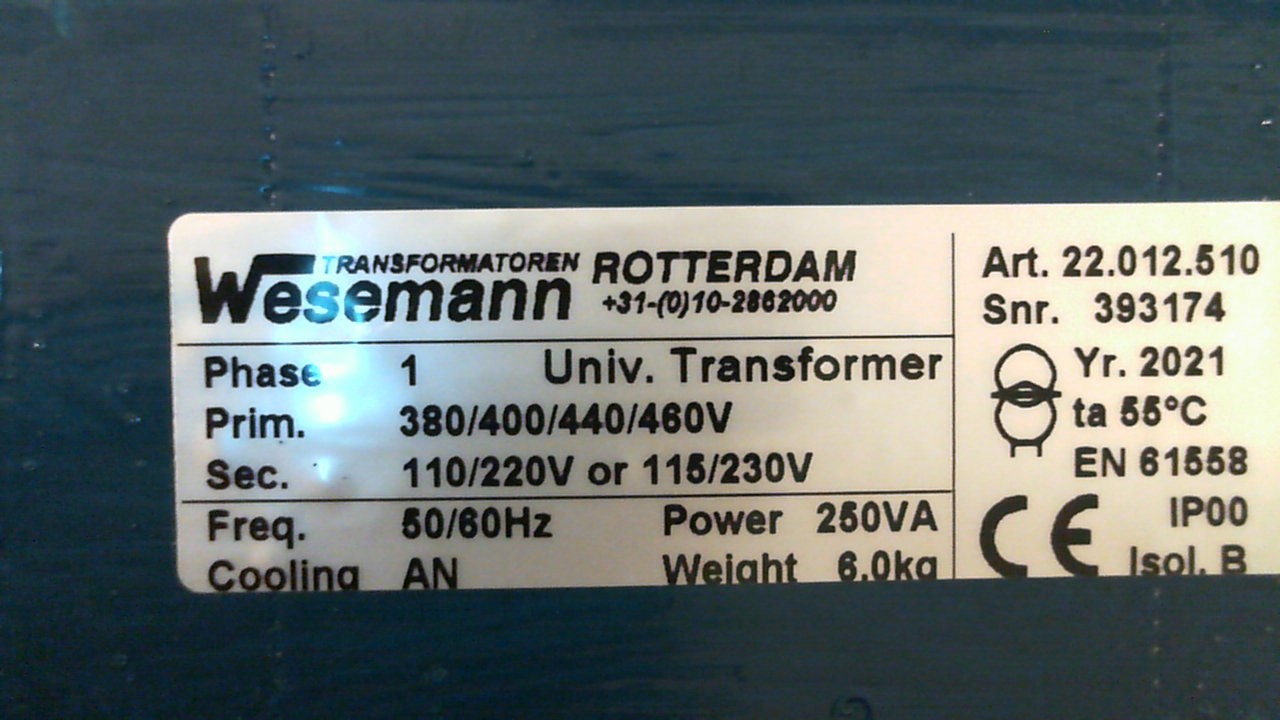 TRANSFORMATOREN ROTTERDAM
Wesemann +31-(0)10-2862000
Phase 1 Univ. Transformer
Prim. 380/400/440/460V
Sec. 110/220V or 115/230V
Freq. 50/60Hz Power 250VA
Cooling AN Weight 6.0kg
Art. 22.012.510
Snr. 393174
Yr. 2021
ta 55°C
EN 61558
CE IP00
Isol. B